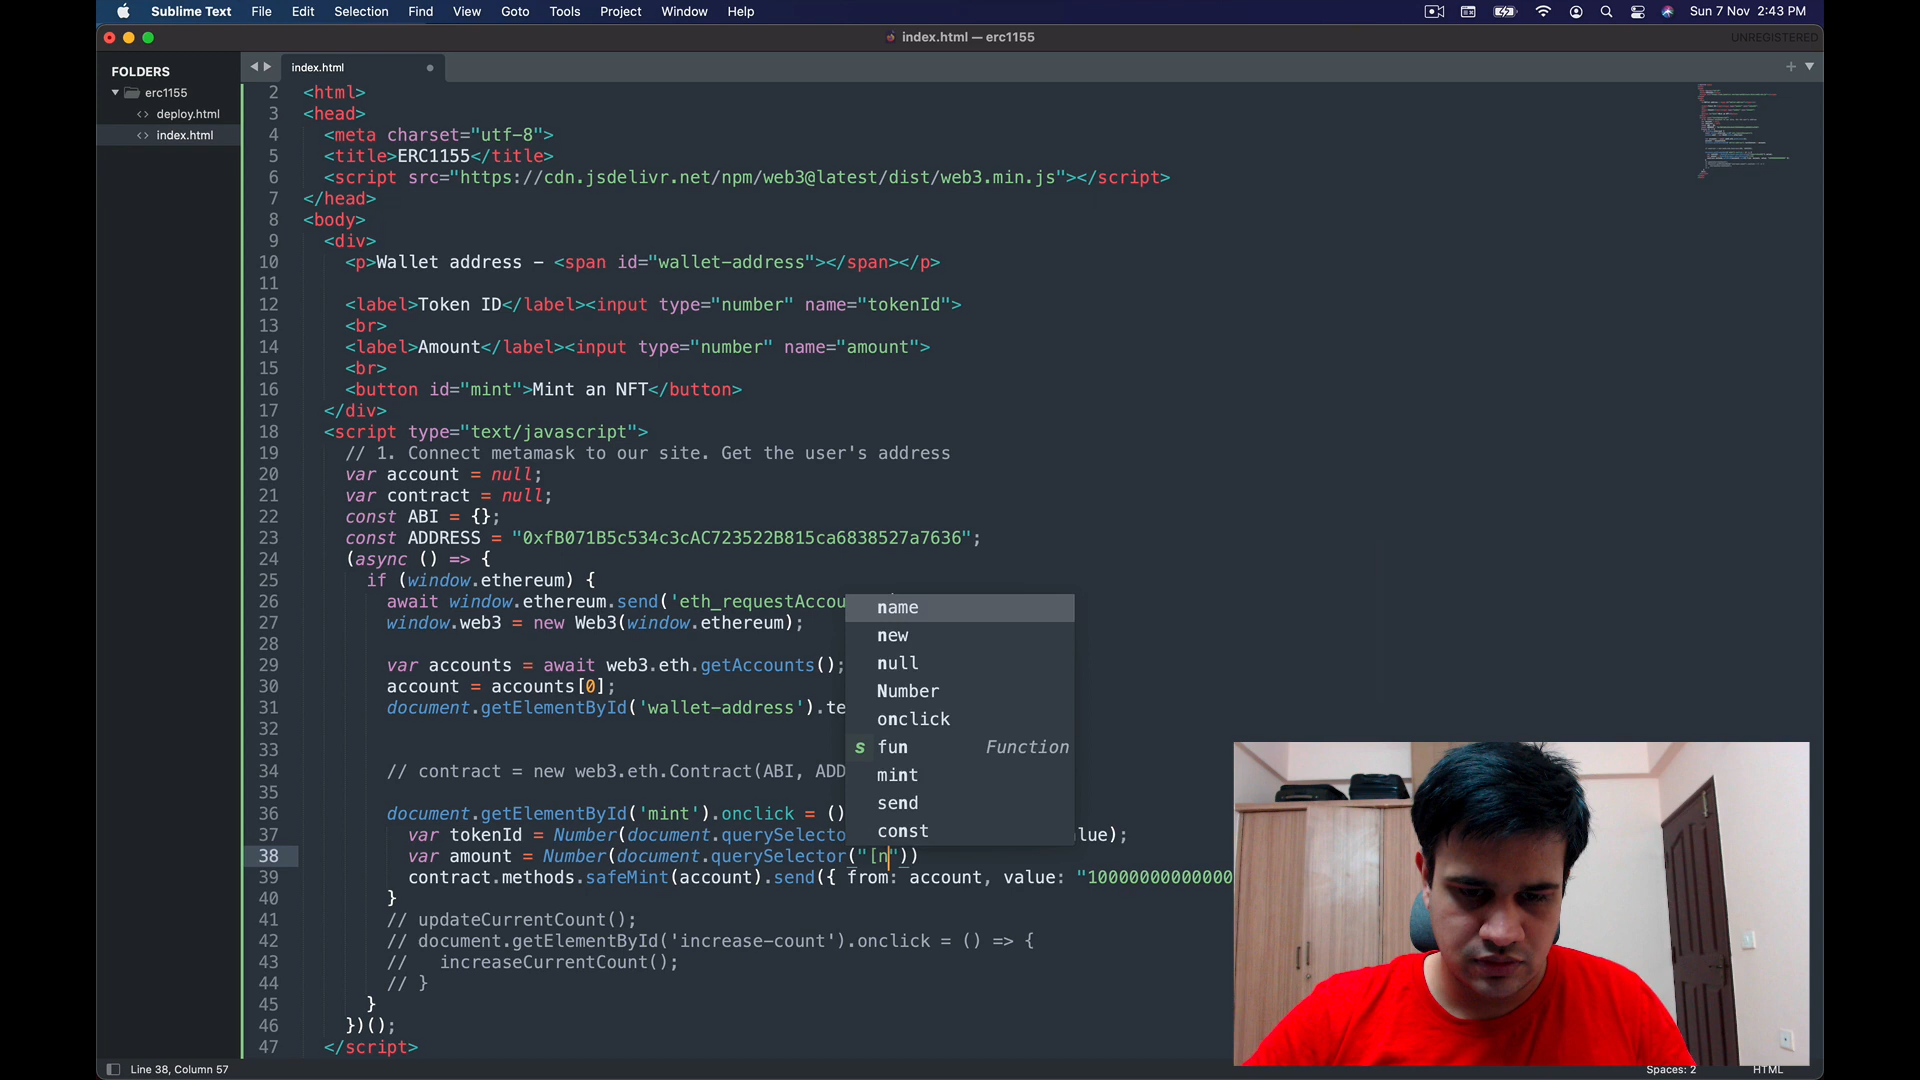 Sublime Text File Edit Selection Find View Goto Tools Project Window Help Sun 7 Nov 2:43 PM
index.html — erc1155 UNREGISTERED
FOLDERS
erc1155
deploy.html
index.html
index.html
2 <html>
3 <head>
4 <meta charset="utf-8">
5 <title>ERC1155</title>
6 <script src="https://cdn.jsdelivr.net/npm/web3@latest/dist/web3.min.js"></script>
7 </head>
8 <body>
9 <div>
10 <p>Wallet address - <span id="wallet-address"></span></p>
11
12 <label>Token ID</label><input type="number" name="tokenId">
13 <br>
14 <label>Amount</label><input type="number" name="amount">
15 <br>
16 <button id="mint">Mint an NFT</button>
17 </div>
18 <script type="text/javascript">
19 // 1. Connect metamask to our site. Get the user's address
20 var account = null;
21 var contract = null;
22 const ABI = {};
23 const ADDRESS = "0xfB071B5c534c3cAC723522B815ca6838527a7636";
24 (async () => {
25 if (window.ethereum) {
26 await window.ethereum.send('eth_requestAccou
27 window.web3 = new Web3(window.ethereum);
28
29 var accounts = await web3.eth.getAccounts();
30 account = accounts[0];
31 document.getElementById('wallet-address').te
32
33
34 // contract = new web3.eth.Contract(ABI, ADD
35
36 document.getElementById('mint').onclick = ()
37 var tokenId = Number(document.querySelecto lue);
38 var amount = Number(document.querySelector("[n"))
39 contract.methods.safeMint(account).send({ from: account, value: "10000000000000
40 }
41 // updateCurrentCount();
42 // document.getElementById('increase-count').onclick = () => {
43 // increaseCurrentCount();
44 // }
45 }
46 })();
47 </script>
name
new
null
Number
onclick
s fun Function
mint
send
const
Line 38, Column 57 Spaces: 2 HTML